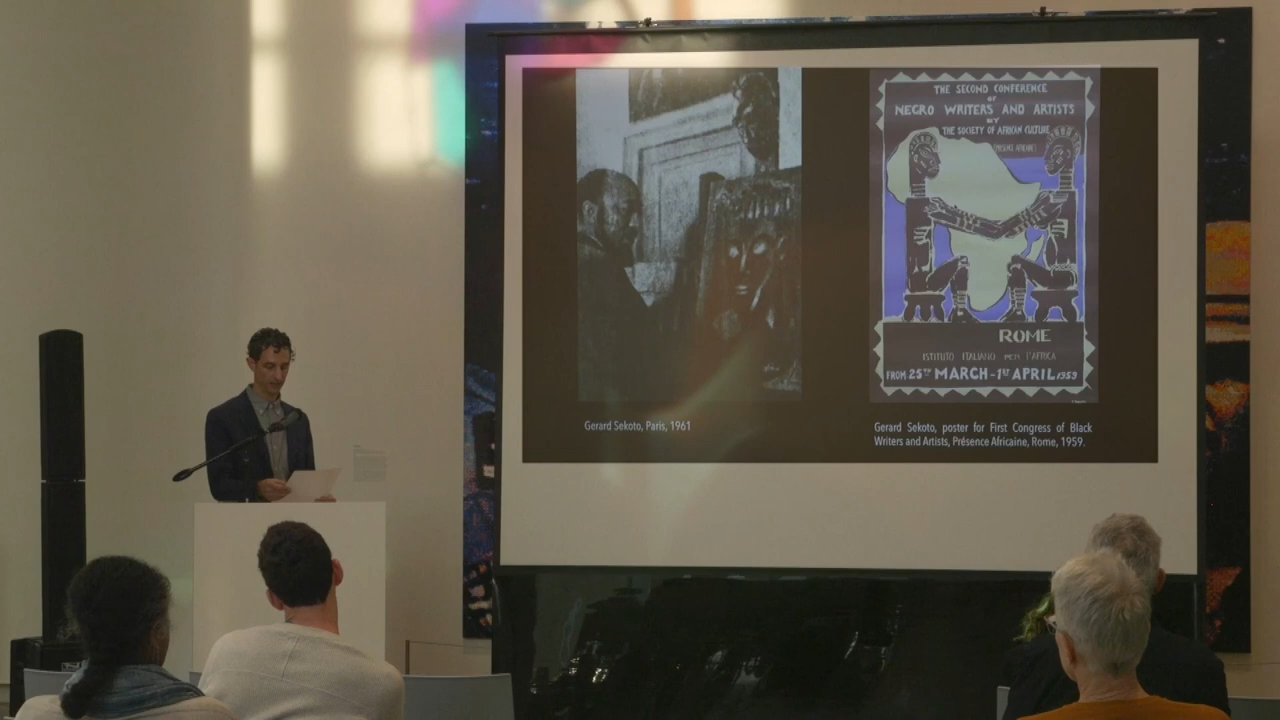 THE SECOND CONFERENCE
OF
NEGRO WRITERS AND ARTISTS
BY
THE SOCIETY OF AFRICAN CULTURE
ROME
ISTITUTO ITALIANO PER L'AFRICA
FROM 25TH MARCH - 1ST APRIL 1959
Gerard Sekoto, Paris, 1961
Gerard Sekoto, poster for First Congress of Black
Writers and Artists, Présence Africaine, Rome, 1959.